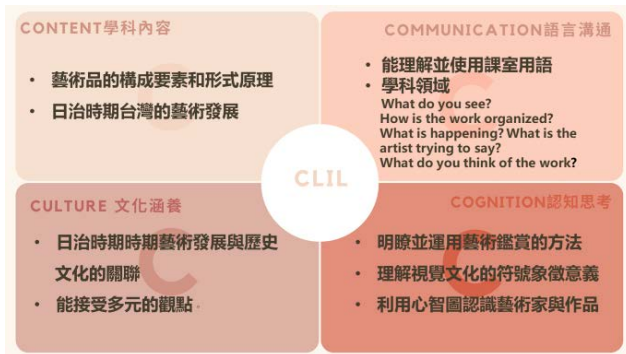 CONTENT學科內容
• 藝術品的構成要素和形式原理
• 日治時期台灣的藝術發展
COMMUNICATION語言溝通
• 能理解並使用課室用語
• 學科領域
What do you see?
How is the work organized?
What is happening? What is the
artist trying to say?
What do you think of the work?
CLIL
CULTURE 文化涵養
• 日治時期時期藝術發展與歷史
文化的關聯
• 能接受多元的觀點。
COGNITION認知思考
• 明瞭並運用藝術鑑賞的方法
• 理解視覺文化的符號象徵意義
• 利用心智圖認識藝術家與作品
C
C
C
C